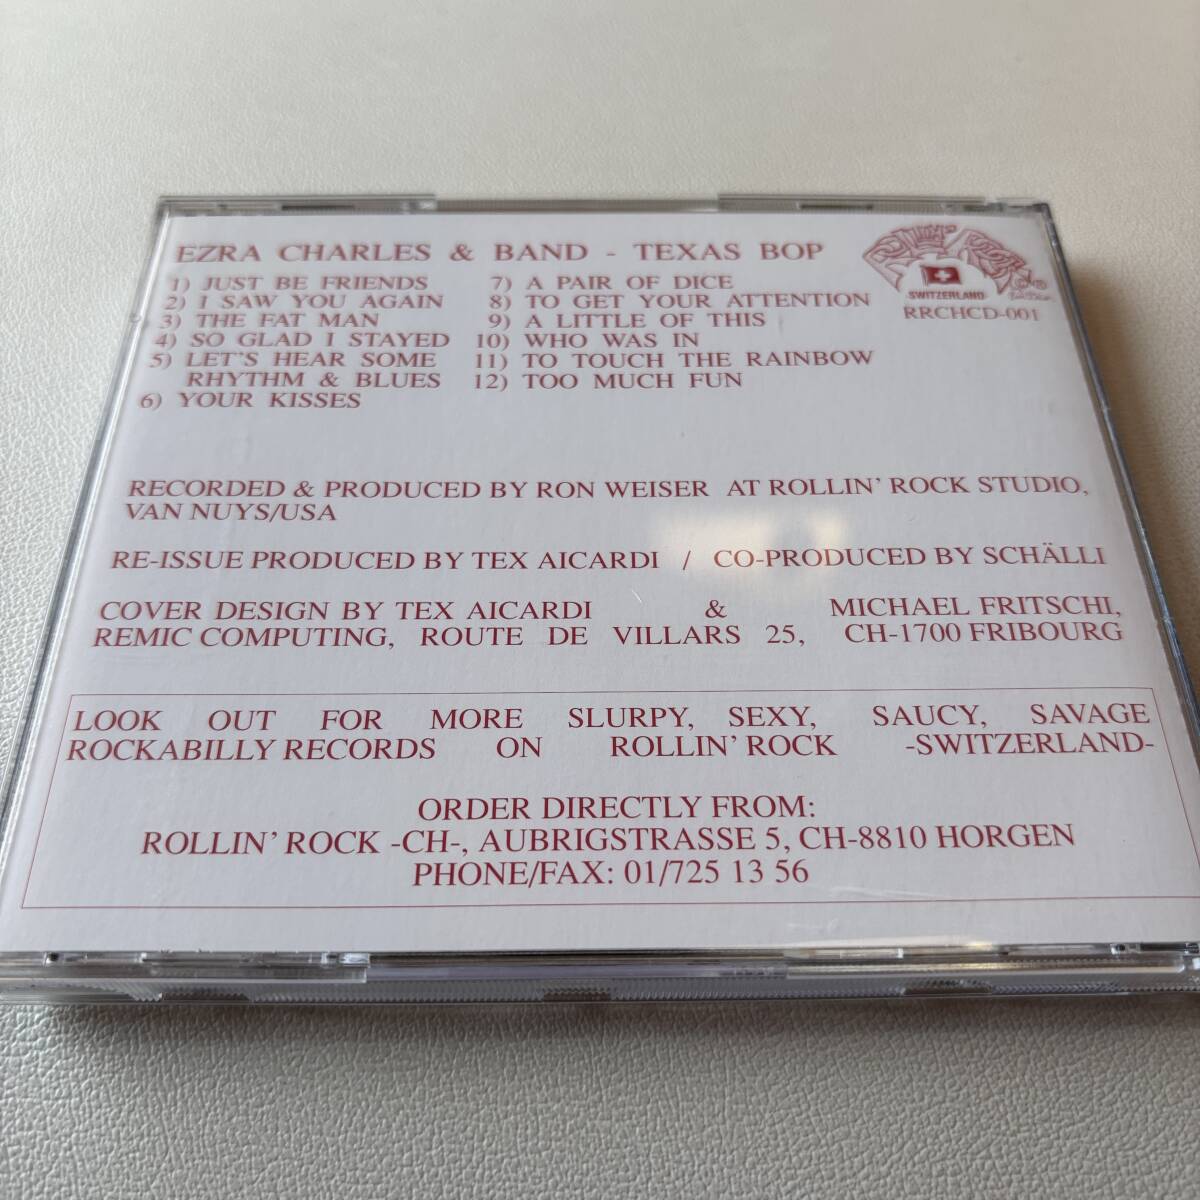 EZRA CHARLES & BAND - TEXAS BOP
1) JUST BE FRIENDS
2) I SAW YOU AGAIN
3) THE FAT MAN
4) SO GLAD I STAYED
5) LET'S HEAR SOME
RHYTHM & BLUES
6) YOUR KISSES
7) A PAIR OF DICE
8) TO GET YOUR ATTENTION
9) A LITTLE OF THIS
10) WHO WAS IN
11) TO TOUCH THE RAINBOW
12) TOO MUCH FUN
ROLLIN' ROCK
SWITZERLAND
RRCHCD-001
RECORDED & PRODUCED BY RON WEISER AT ROLLIN' ROCK STUDIO,
VAN NUYS/USA
RE-ISSUE PRODUCED BY TEX AICARDI / CO-PRODUCED BY SCHÄLLI
COVER DESIGN BY TEX AICARDI & MICHAEL FRITSCHI,
REMIC COMPUTING, ROUTE DE VILLARS 25, CH-1700 FRIBOURG
LOOK OUT FOR MORE SLURPY, SEXY, SAUCY, SAVAGE
ROCKABILLY RECORDS ON ROLLIN' ROCK -SWITZERLAND-
ORDER DIRECTLY FROM:
ROLLIN' ROCK -CH-, AUBRIGSTRASSE 5, CH-8810 HORGEN
PHONE/FAX: 01/725 13 56